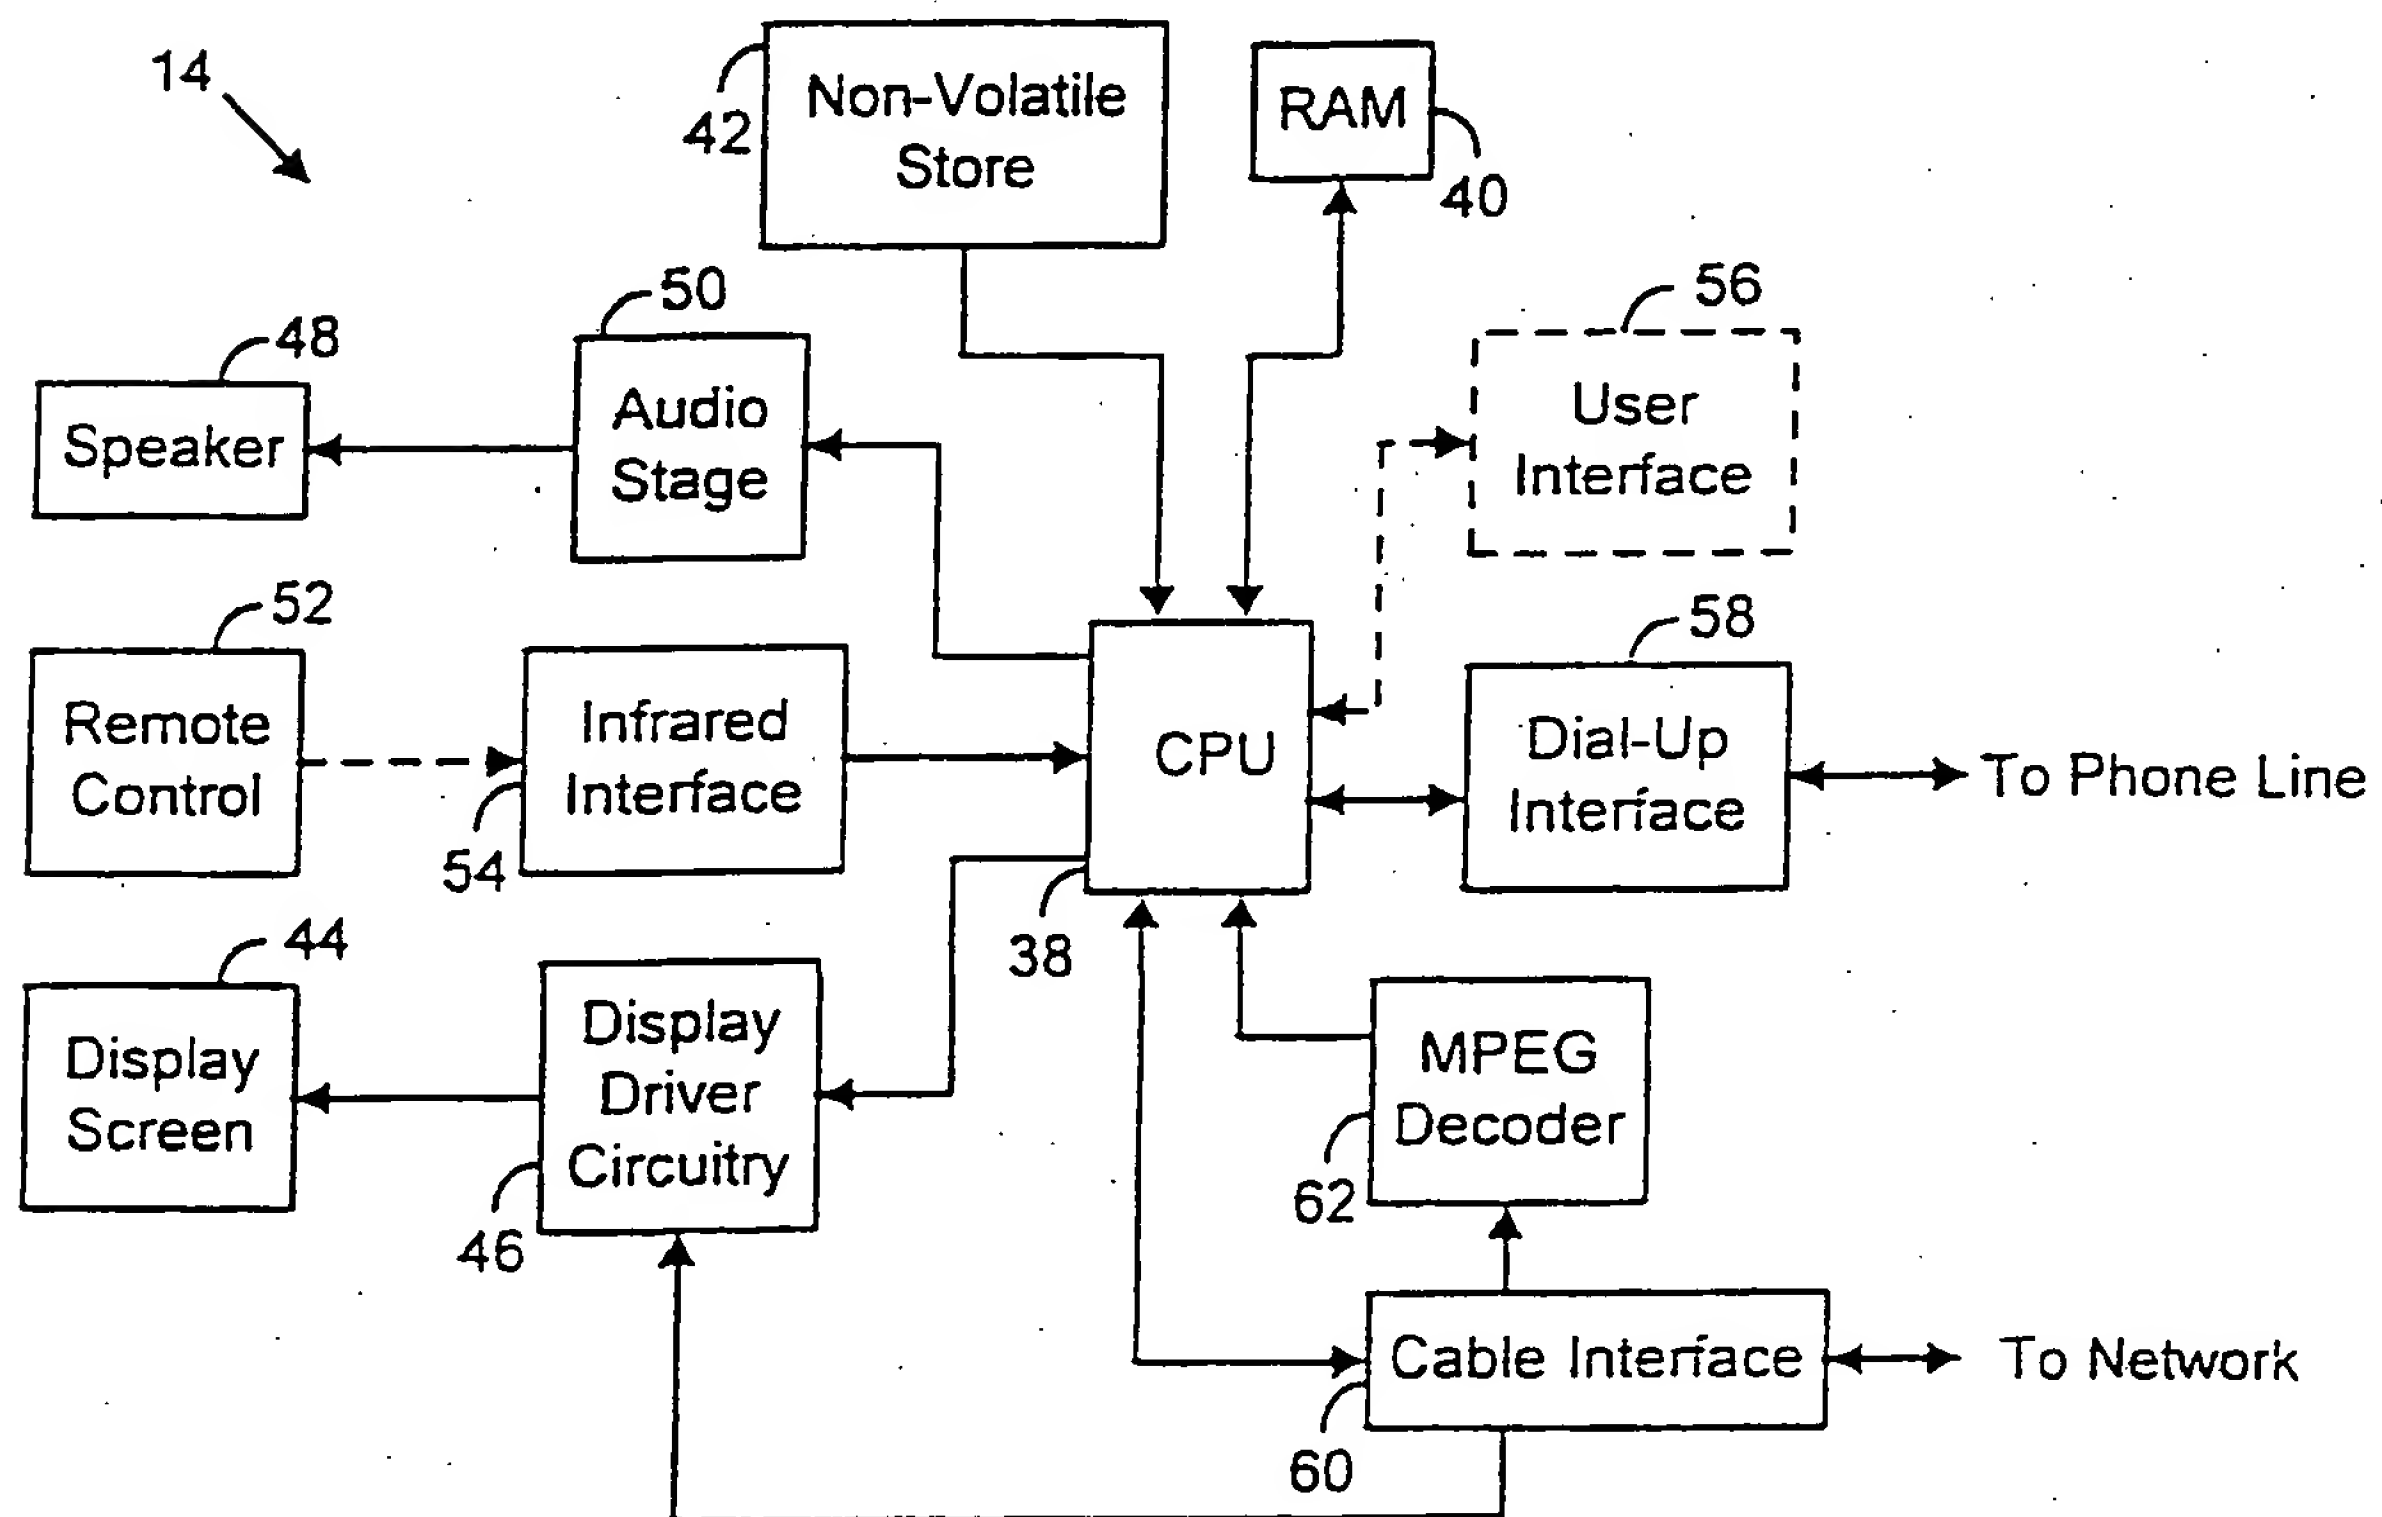 14
42
Non-Volatile
Store
RAM
40
50
56
48
Speaker
Audio
Stage
User
Interface
52
58
Remote
Control
Infrared
Interface
54
CPU
38
Dial-Up
Interface
To Phone Line
44
Display
Screen
Display
Driver
Circuitry
46
MPEG
Decoder
62
Cable Interface
60
To Network